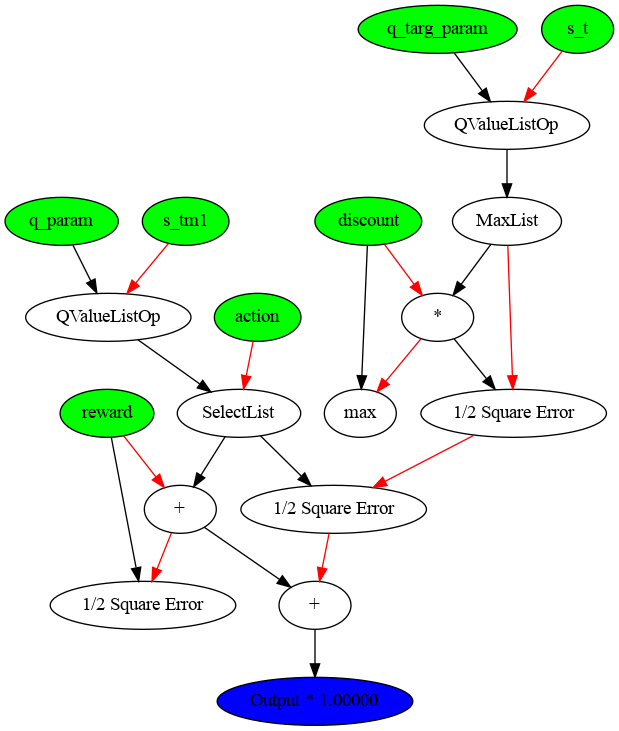 q_targ_param
s_t
QValueListOp
q_param
s_tm1
discount
MaxList
QValueListOp
action
*
reward
SelectList
max
1/2 Square Error
+
1/2 Square Error
1/2 Square Error
+
Output * 1.00000